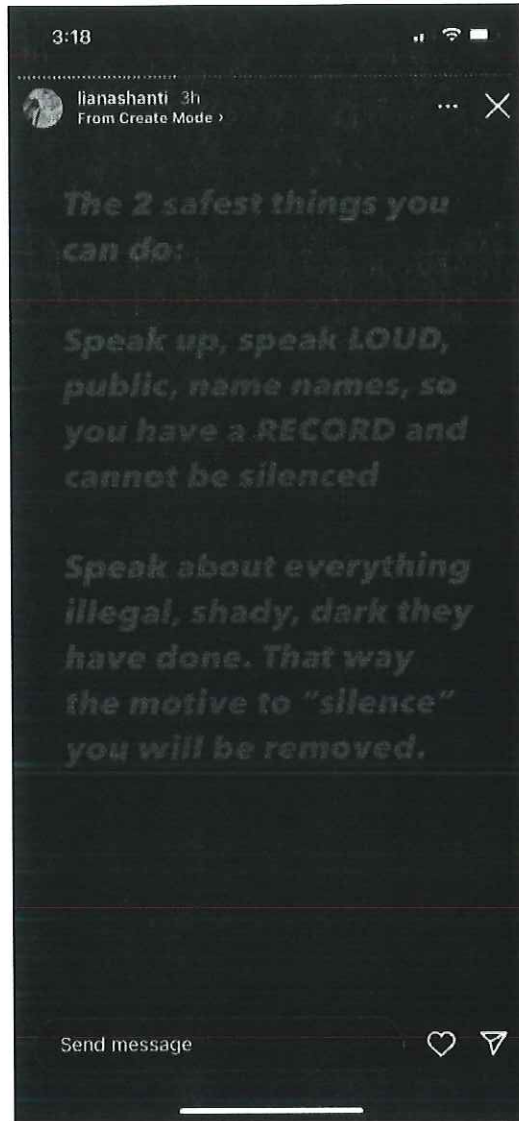 3:18
lianashanti 3h
From Create Mode ›
The 2 safest things you
can do:
Speak up, speak LOUD,
public, name names, so
you have a RECORD and
cannot be silenced
Speak about everything
illegal, shady, dark they
have done. That way
the motive to "silence"
you will be removed.
Send message